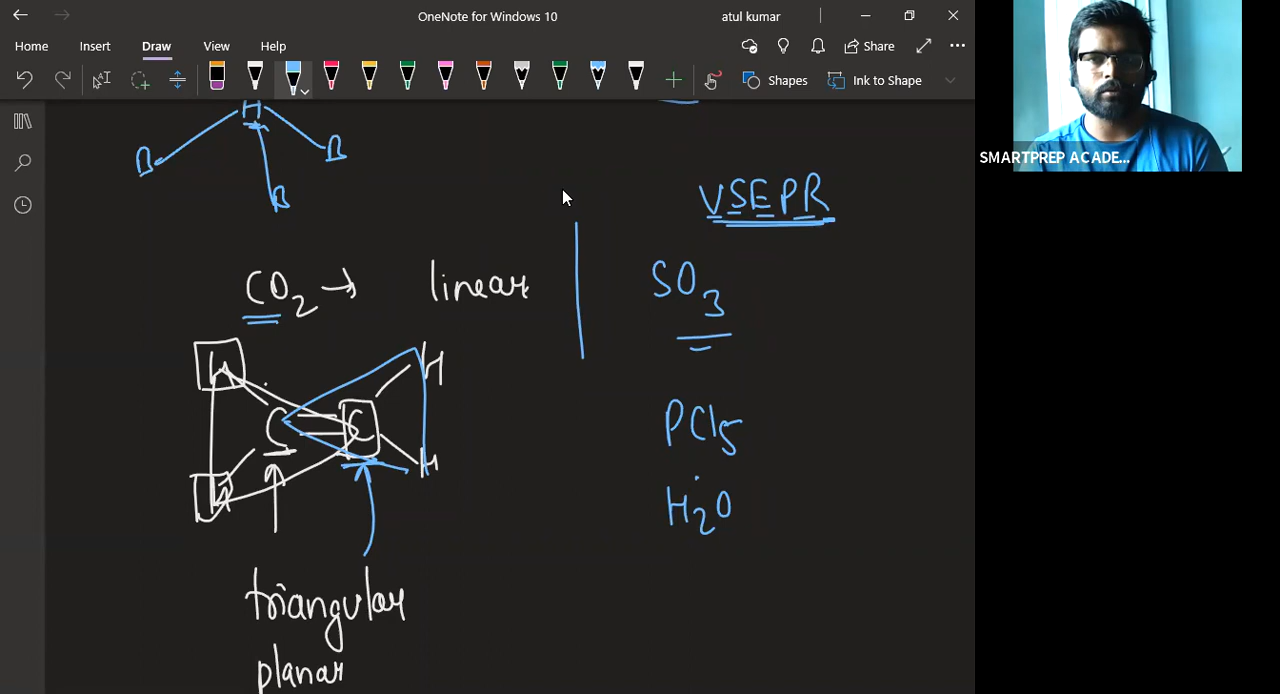 OneNote for Windows 10
atul kumar
Home Insert Draw View Help
Share
Shapes
Ink to Shape
SMARTPREP ACADE...
H
B B
B
VSEPR
CO2 → linear
SO3
H
C C
H
H
PCl5
H2O
triangular
planar